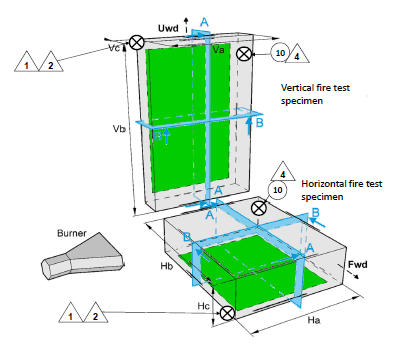 Uwd
A
Vc
Va
10
4
1 2
Vertical fire test
specimen
Vb
B
B
4
10
Horizontal fire test
specimen
A
A
B
B
A
Burner
Hb
Fwd
Hc
1 2
Ha